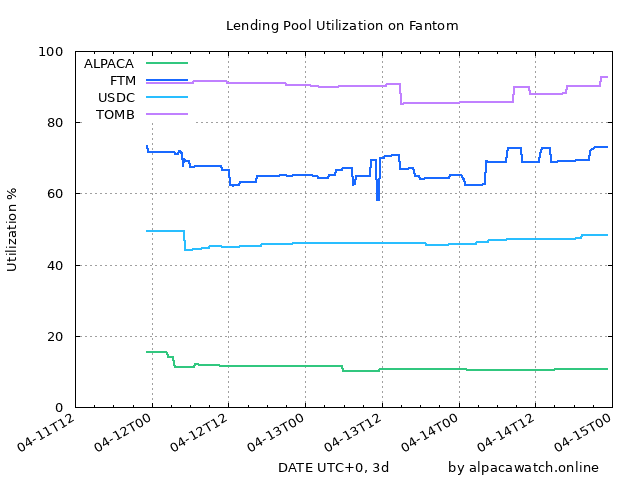 Lending Pool Utilization on Fantom
100
80
60
40
20
0
Utilization %
ALPACA
FTM
USDC
TOMB
04-11T12
04-12T00
04-12T12
04-13T00
04-13T12
04-14T00
04-14T12
04-15T00
DATE UTC+0, 3d
by alpacawatch.online